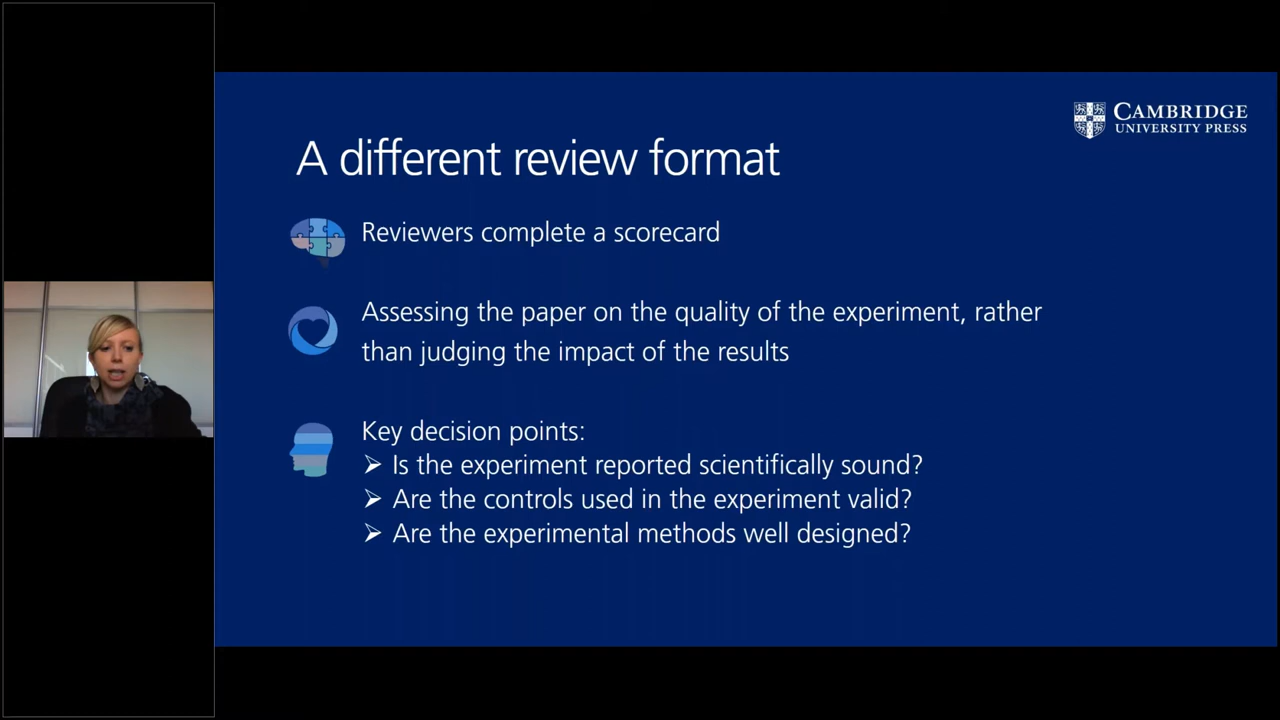 CAMBRIDGE
UNIVERSITY PRESS
A different review format
Reviewers complete a scorecard
Assessing the paper on the quality of the experiment, rather
than judging the impact of the results
Key decision points:
➢ Is the experiment reported scientifically sound?
➢ Are the controls used in the experiment valid?
➢ Are the experimental methods well designed?